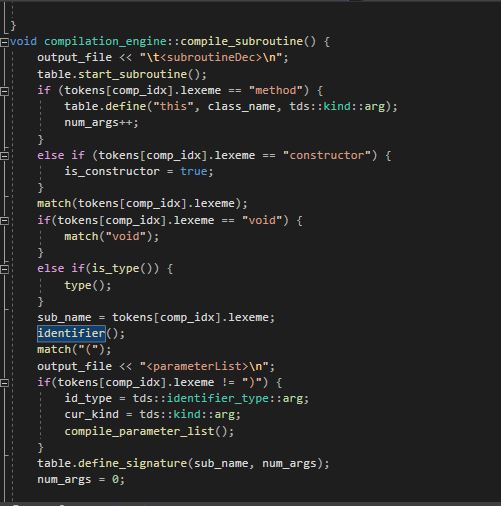 }
void compilation_engine::compile_subroutine() {
output_file << "\t<subroutineDec>\n";
table.start_subroutine();
if (tokens[comp_idx].lexeme == "method") {
table.define("this", class_name, tds::kind::arg);
num_args++;
}
else if (tokens[comp_idx].lexeme == "constructor") {
is_constructor = true;
}
match(tokens[comp_idx].lexeme);
if(tokens[comp_idx].lexeme == "void") {
match("void");
}
else if(is_type()) {
type();
}
sub_name = tokens[comp_idx].lexeme;
identifier();
match("(");
output_file << "<parameterList>\n";
if(tokens[comp_idx].lexeme != ")") {
id_type = tds::identifier_type::arg;
cur_kind = tds::kind::arg;
compile_parameter_list();
}
table.define_signature(sub_name, num_args);
num_args = 0;